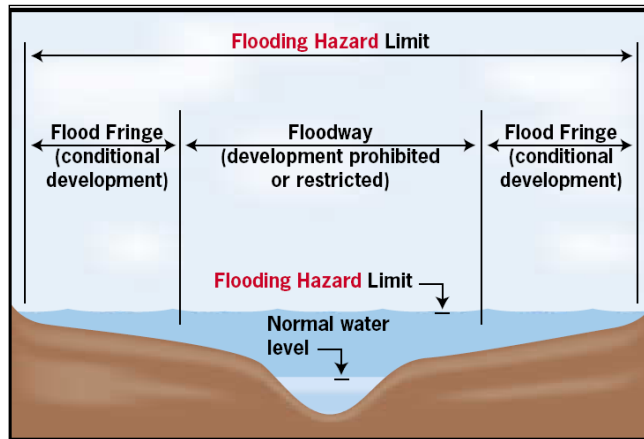 Flooding Hazard Limit
Flood Fringe
(conditional
development)
Floodway
(development prohibited
or restricted)
Flood Fringe
(conditional
development)
Flooding Hazard Limit
Normal water
level